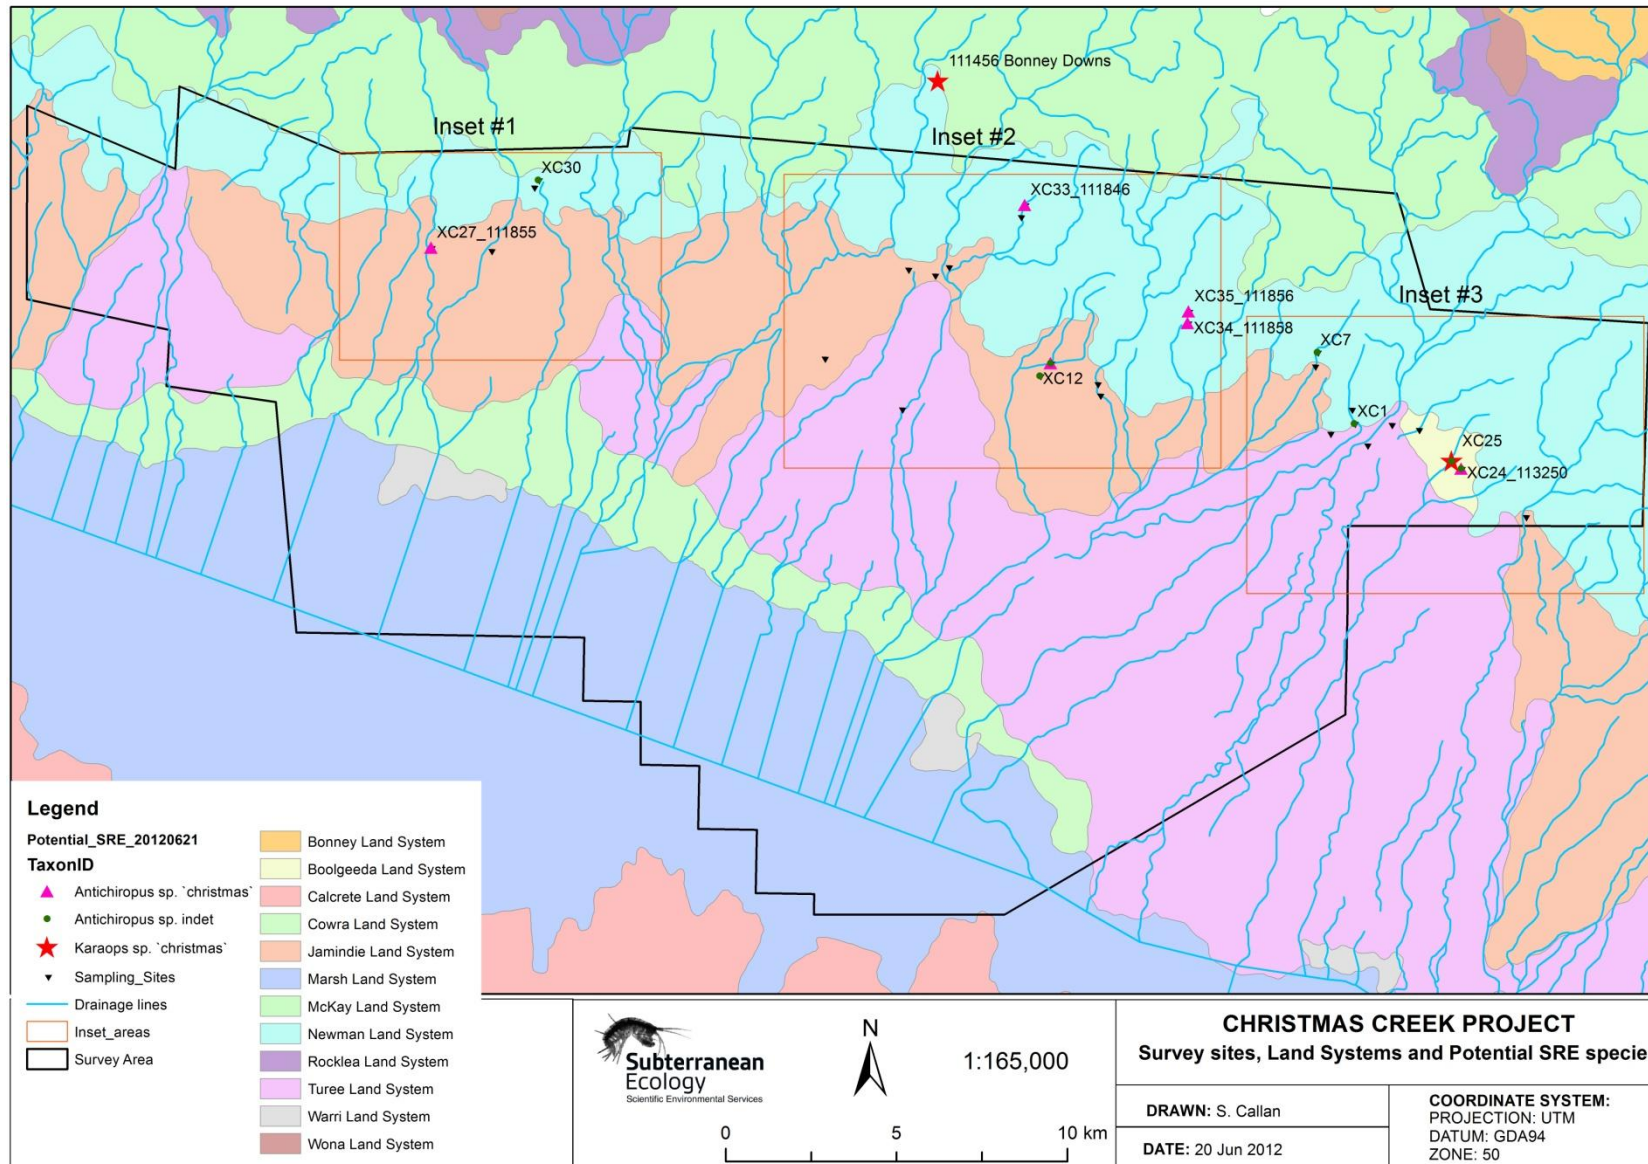 111456 Bonney Downs
Inset #1
Inset #2
XC30
XC33_111846
XC27_111855
XC35_111856
Inset #3
XC34_111858
XC7
XC12
XC1
XC25
XC24_113250
Legend
Potential_SRE_20120621
TaxonID
Antichiropus sp. `christmas`
Antichiropus sp. indet
Karaops sp. `christmas`
Sampling_Sites
Drainage lines
Inset_areas
Survey Area
Bonney Land System
Boolgeeda Land System
Calcrete Land System
Cowra Land System
Jamindie Land System
Marsh Land System
McKay Land System
Newman Land System
Rocklea Land System
Turee Land System
Warri Land System
Wona Land System
Subterranean
Ecology
Scientific Environmental Services
N
1:165,000
0 5 10 km
CHRISTMAS CREEK PROJECT
Survey sites, Land Systems and Potential SRE specie
DRAWN: S. Callan
DATE: 20 Jun 2012
COORDINATE SYSTEM:
PROJECTION: UTM
DATUM: GDA94
ZONE: 50